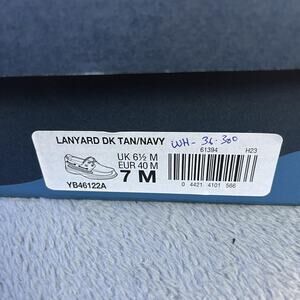 LANYARD DK TAN/NAVY
WH- 36-300
61394 H23
UK 6½ M
EUR 40 M
7 M
YB46122A
0 4421 4101 566